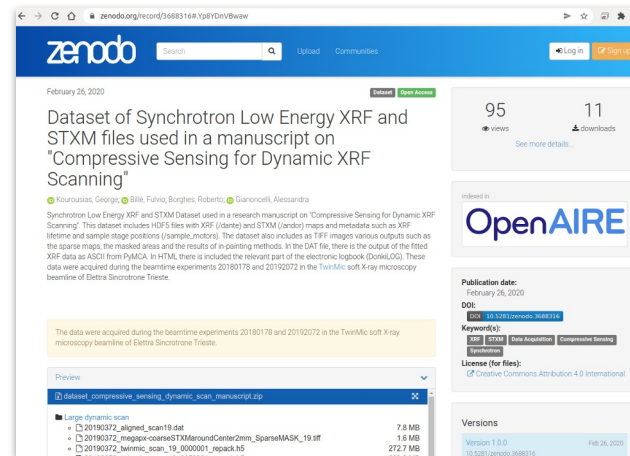 zenodo.org/record/3688316#.Yp8YDnVBwaw
zenodo
Search
Upload
Communities
Log in
Sign up
February 26, 2020
Dataset
Open Access
Dataset of Synchrotron Low Energy XRF and
STXM files used in a manuscript on
"Compressive Sensing for Dynamic XRF
Scanning"
Kourousias, George; Billè, Fulvio; Borghes, Roberto; Gianoncelli, Alessandra
Synchrotron Low Energy XRF and STXM Dataset used in a research manuscript on "Compressive Sensing for Dynamic XRF
Scanning". This dataset includes HDF5 files with XRF (/dante) and STXM (/andor) maps and metadata such as XRF
lifetime and sample stage positions (/sample_motors). The dataset also includes as TIFF images various outputs such as
the sparse maps, the masked areas and the results of in-painting methods. In the DAT file, there is the output of the fitted
XRF data as ASCII from PyMCA. In HTML there is included the relevant part of the electronic logbook (DonkiLOG). These
data were acquired during the beamtime experiments 20180178 and 20192072 in the TwinMic soft X-ray microscopy
beamline of Elettra Sincrotrone Trieste.
The data were acquired during the beamtime experiments 20180178 and 20192072 in the TwinMic soft X-ray
microscopy beamline of Elettra Sincrotrone Trieste.
Preview
dataset_compressive_sensing_dynamic_scan_manuscript.zip
Large dynamic scan
20190372_aligned_scan19.dat 7.8 MB
20190372_megapx-coarseSTXMaroundCenter2mm_SparseMASK_19.tiff 1.6 MB
20190372_twinmic_scan_19_0000001_repack.h5 272.7 MB
95
views
11
downloads
See more details...
Indexed in
OpenAIRE
Publication date:
February 26, 2020
DOI:
DOI 10.5281/zenodo.3688316
Keyword(s):
XRF STXM Data Acquisition Compressive Sensing
Synchrotron
License (for files):
Creative Commons Attribution 4.0 International
Versions
Version 1.0.0 Feb 26, 2020
10.5281/zenodo.3688316